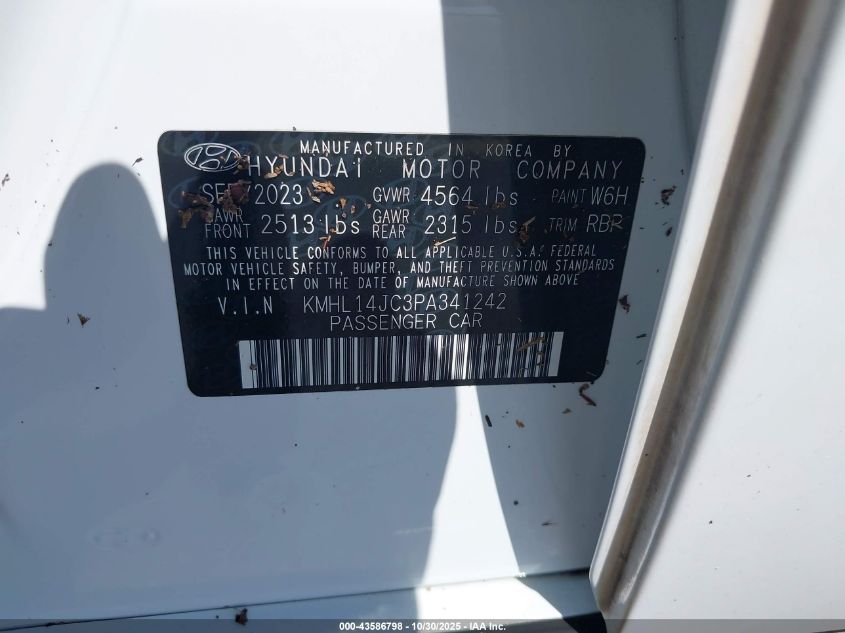 MANUFACTURED IN KOREA BY
HYUNDAI MOTOR COMPANY
2023 GVWR 4564 lbs PAINT W6H
GAWR FRONT 2513 lbs GAWR REAR 2315 lbs TRIM RBR
THIS VEHICLE CONFORMS TO ALL APPLICABLE U.S.A. FEDERAL
MOTOR VEHICLE SAFETY, BUMPER, AND THEFT PREVENTION STANDARDS
IN EFFECT ON THE DATE OF MANUFACTURE SHOWN ABOVE
V.I.N KMHL14JC3PA341242
PASSENGER CAR
000-43586798 - 10/30/2025 - IAA Inc.